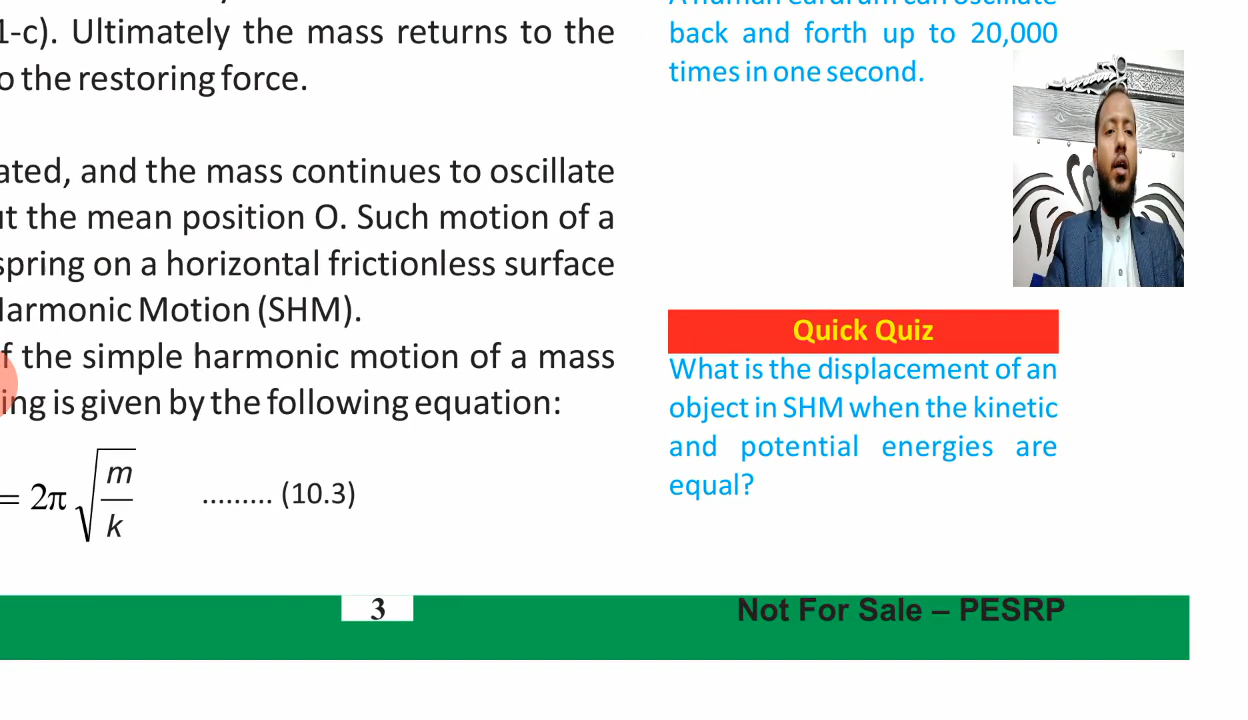 1-c). Ultimately the mass returns to the
o the restoring force.
ated, and the mass continues to oscillate
the mean position O. Such motion of a
spring on a horizontal frictionless surface
Harmonic Motion (SHM).
f the simple harmonic motion of a mass
ing is given by the following equation:
= 2π √(m/k) ......... (10.3)
A human eardrum can oscillate
back and forth up to 20,000
times in one second.
Quick Quiz
What is the displacement of an
object in SHM when the kinetic
and potential energies are
equal?
3
Not For Sale – PESRP